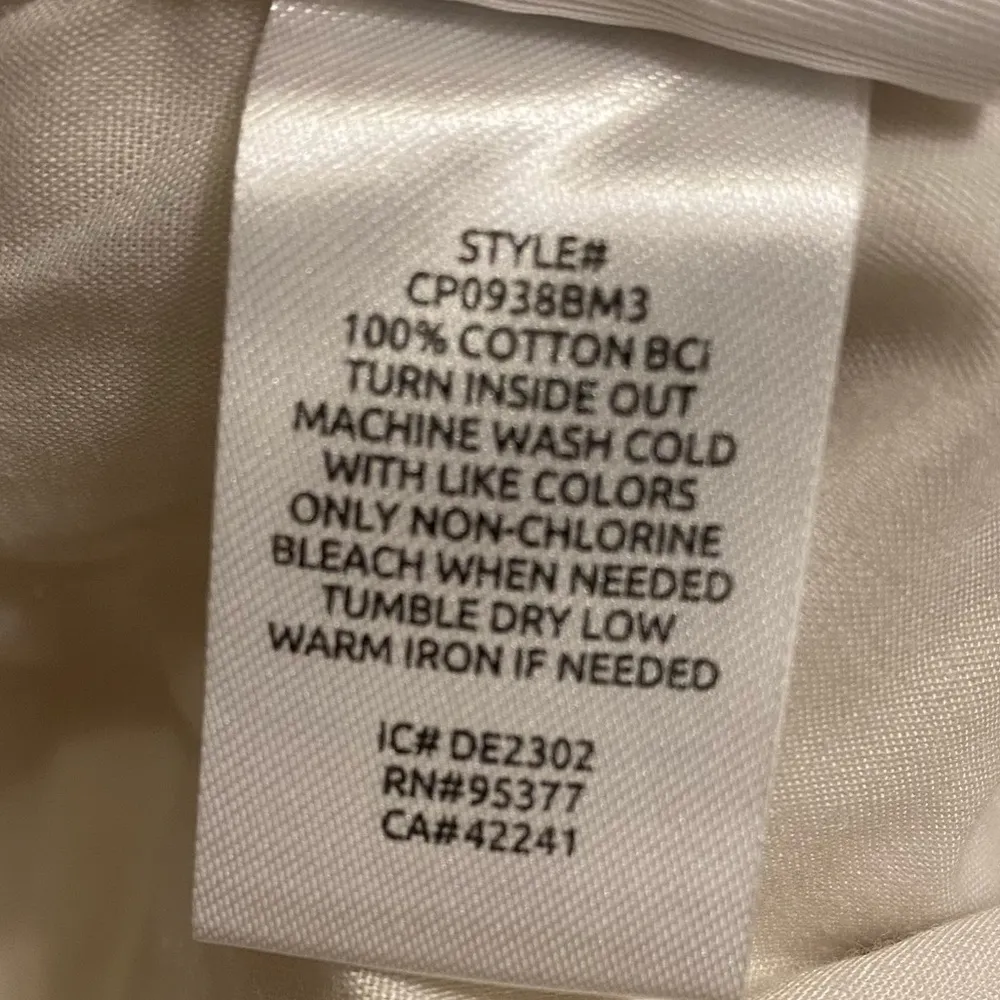 STYLE#
CP0938BM3
100% COTTON BCi
TURN INSIDE OUT
MACHINE WASH COLD
WITH LIKE COLORS
ONLY NON-CHLORINE
BLEACH WHEN NEEDED
TUMBLE DRY LOW
WARM IRON IF NEEDED
IC# DE2302
RN#95377
CA#42241